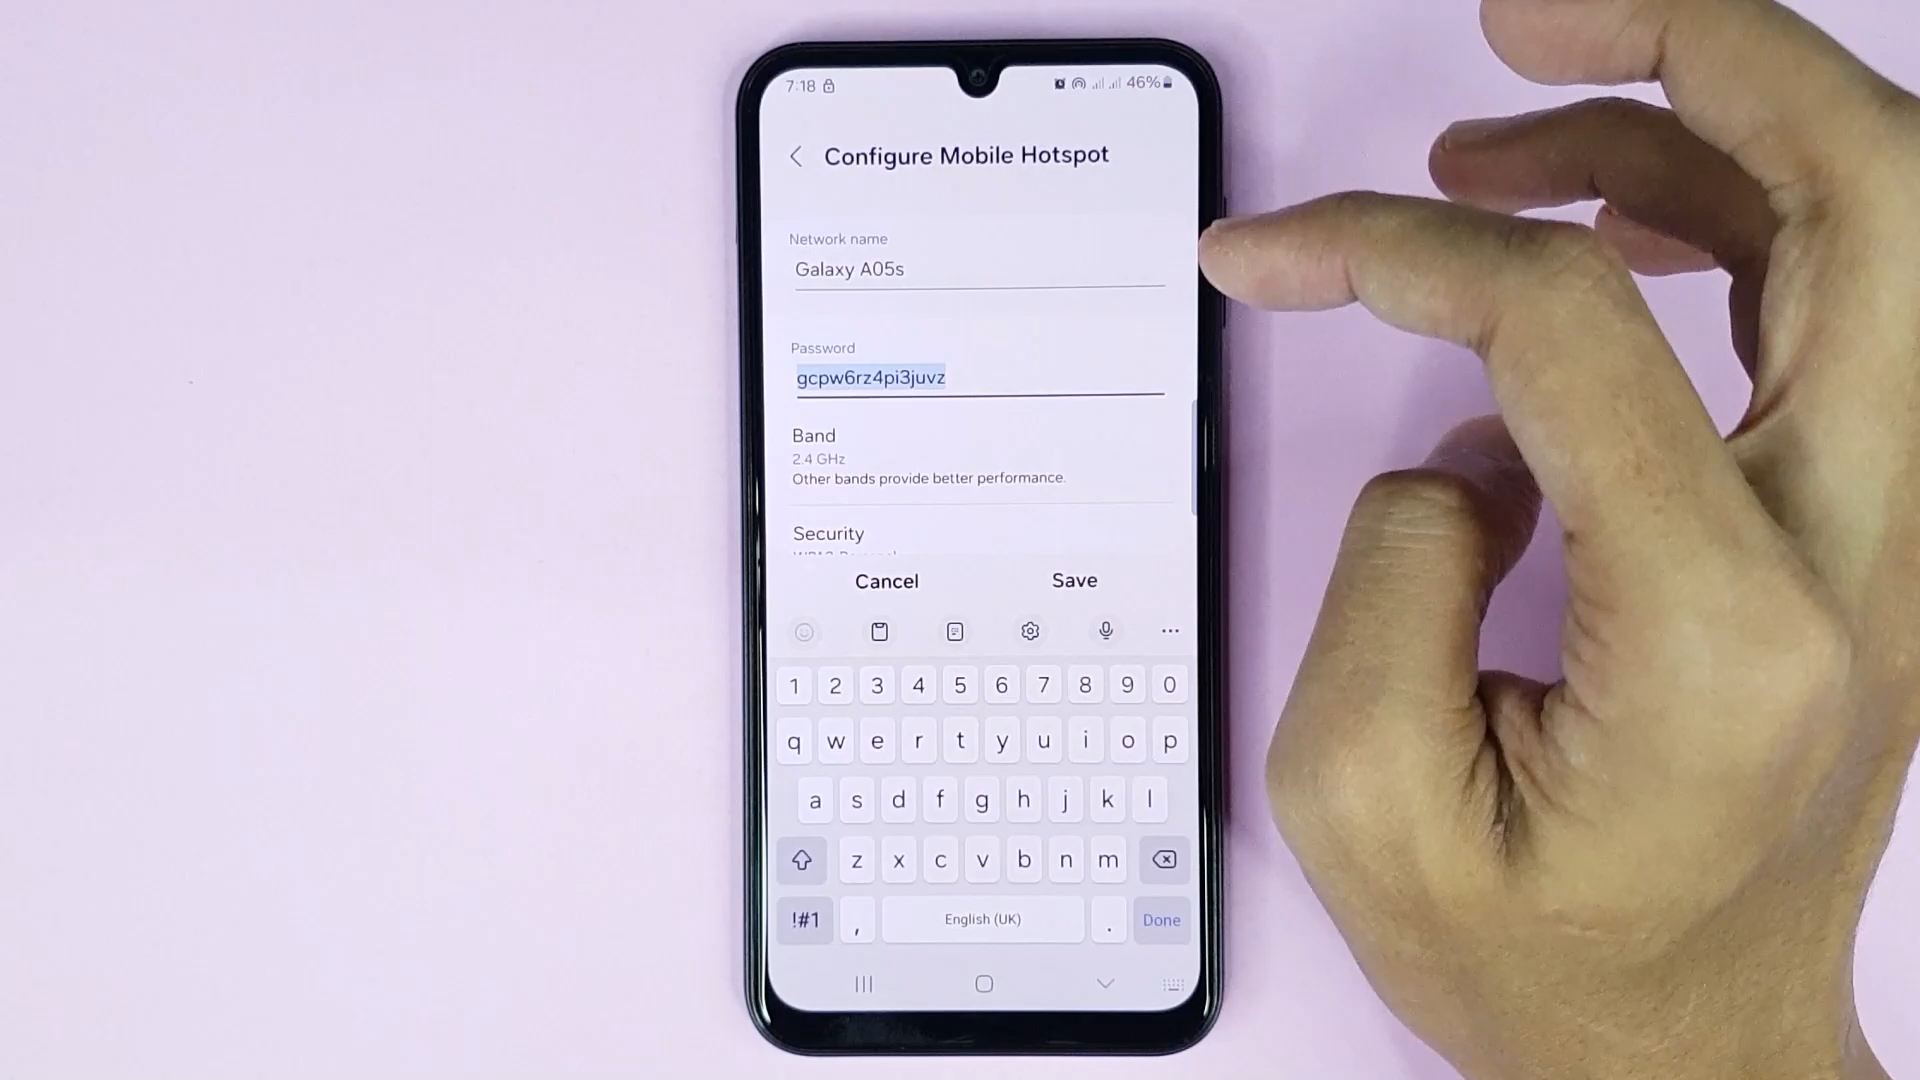 7:18 46%
Configure Mobile Hotspot
Network name
Galaxy A05s
Password
gcpw6rz4pi3juvz
Band
2.4 GHz
Other bands provide better performance.
Security
Cancel Save
1 2 3 4 5 6 7 8 9 0
q w e r t y u i o p
a s d f g h j k l
z x c v b n m
!#1 , English (UK) . Done